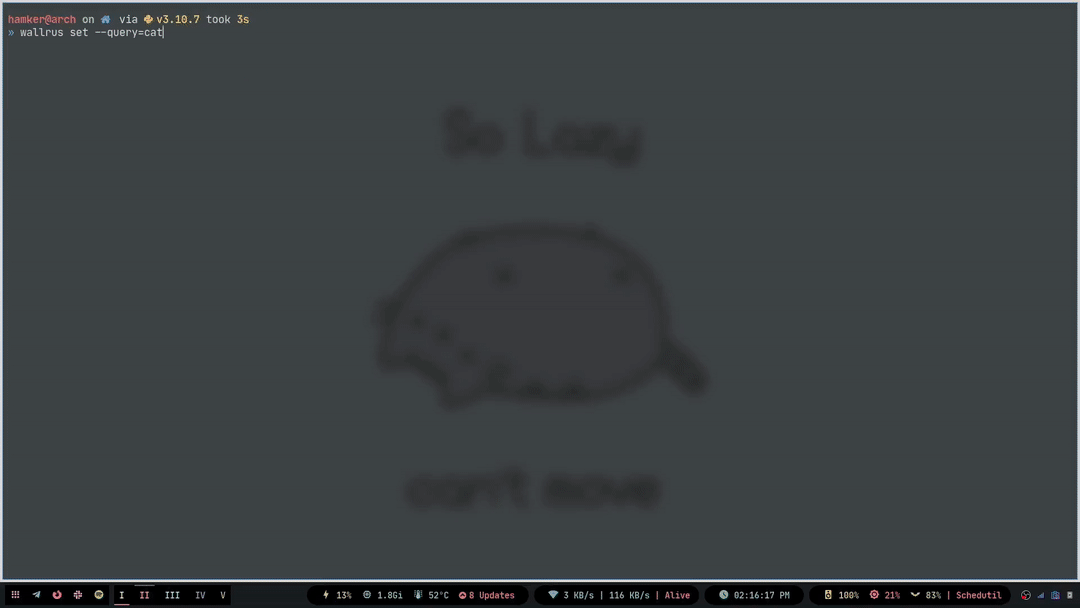 hamker@arch on via v3.10.7 took 3s
» wallrus set --query=cat
So Lazy
can't move
I II III IV V 13% 1.8Gi 52°C 8 Updates 3 KB/s | 116 KB/s | Alive 02:16:17 PM 100% 21% 83% | Schedutil